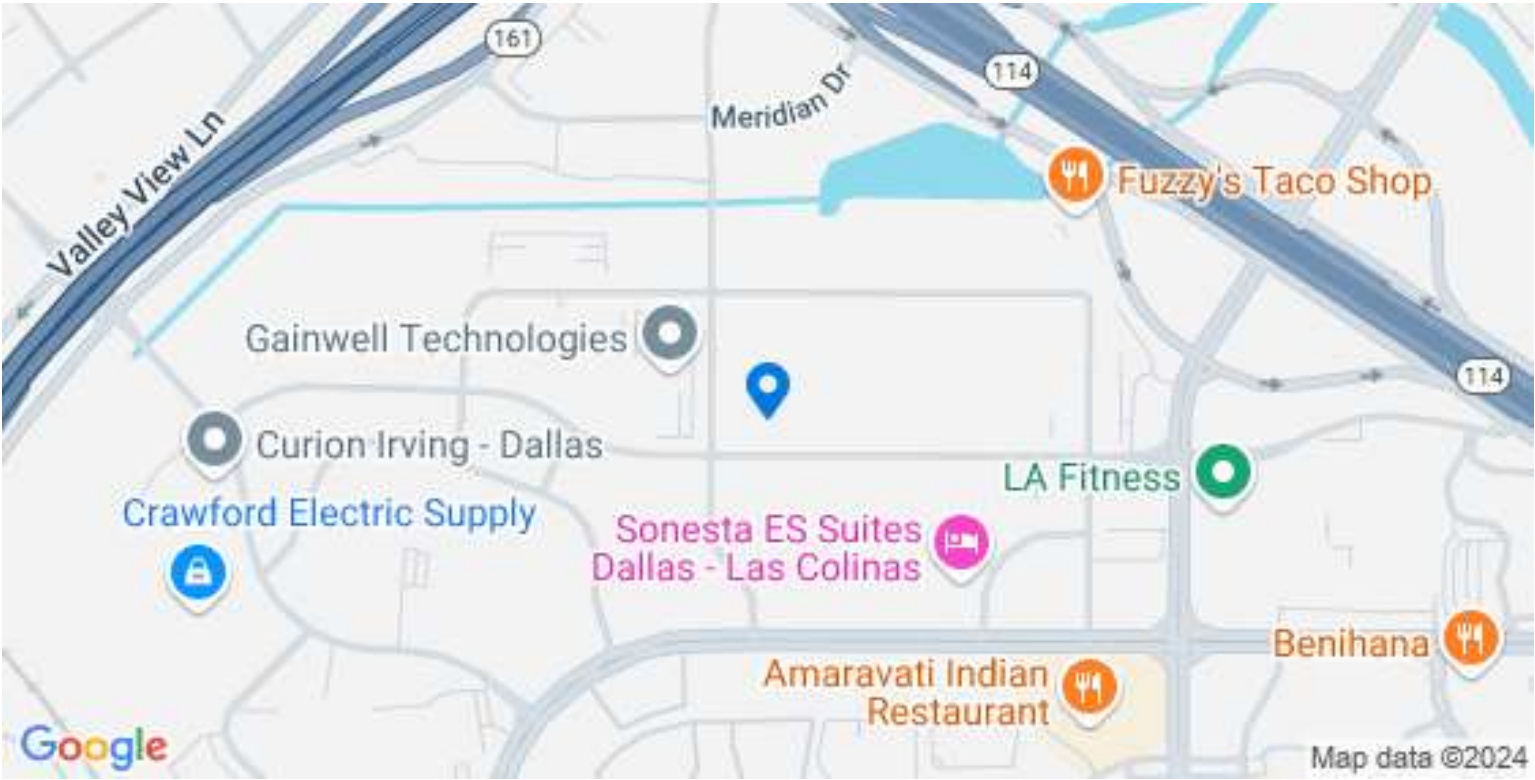 161
114
Meridian Dr
Valley View Ln
Fuzzy's Taco Shop
Gainwell Technologies
114
Curion Irving - Dallas
LA Fitness
Crawford Electric Supply
Sonesta ES Suites
Dallas - Las Colinas
Benihana
Amaravati Indian
Restaurant
Google
Map data ©2024